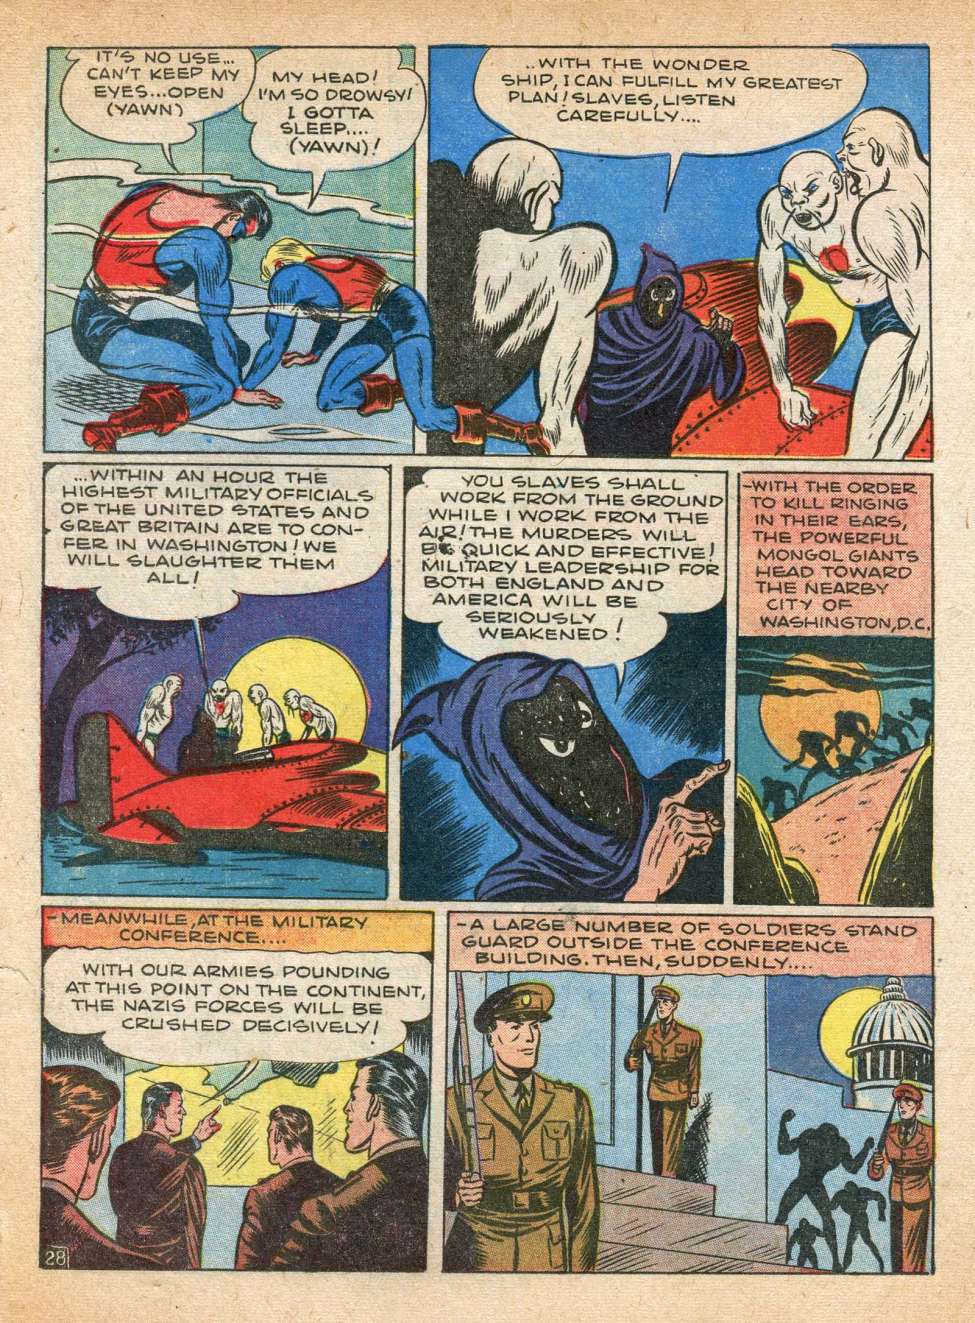 IT'S NO USE...
CAN'T KEEP MY
EYES...OPEN
(YAWN)
MY HEAD!
I'M SO DROWSY!
I GOTTA
SLEEP....
(YAWN)!
..WITH THE WONDER
SHIP, I CAN FULFILL MY GREATEST
PLAN! SLAVES, LISTEN
CAREFULLY....
...WITHIN AN HOUR THE
HIGHEST MILITARY OFFICIALS
OF THE UNITED STATES AND
GREAT BRITAIN ARE TO CON-
FER IN WASHINGTON! WE
WILL SLAUGHTER THEM
ALL!
YOU SLAVES SHALL
WORK FROM THE GROUND
WHILE I WORK FROM THE
AIR! THE MURDERS WILL
BE QUICK AND EFFECTIVE!
MILITARY LEADERSHIP FOR
BOTH ENGLAND AND
AMERICA WILL BE
SERIOUSLY
WEAKENED!
-WITH THE ORDER
TO KILL RINGING
IN THEIR EARS,
THE POWERFUL
MONGOL GIANTS
HEAD TOWARD
THE NEARBY
CITY OF
WASHINGTON, D.C.
-MEANWHILE, AT THE MILITARY
CONFERENCE....
WITH OUR ARMIES POUNDING
AT THIS POINT ON THE CONTINENT,
THE NAZIS FORCES WILL BE
CRUSHED DECISIVELY!
-A LARGE NUMBER OF SOLDIERS STAND
GUARD OUTSIDE THE CONFERENCE
BUILDING. THEN, SUDDENLY....
28